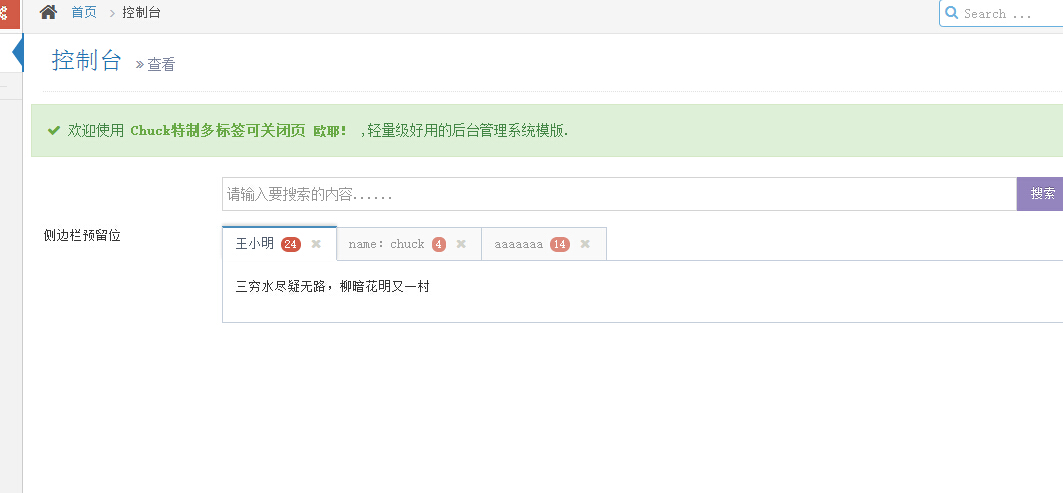 首页 控制台 Search ...
控制台 查看
欢迎使用 Chuck特制多标签可关闭页 欧耶! ,轻量级好用的后台管理系统模版.
请输入要搜索的内容...... 搜索
侧边栏预留位
王小明 24 name: chuck 4 aaaaaaa 14
三穷水尽疑无路，柳暗花明又一村